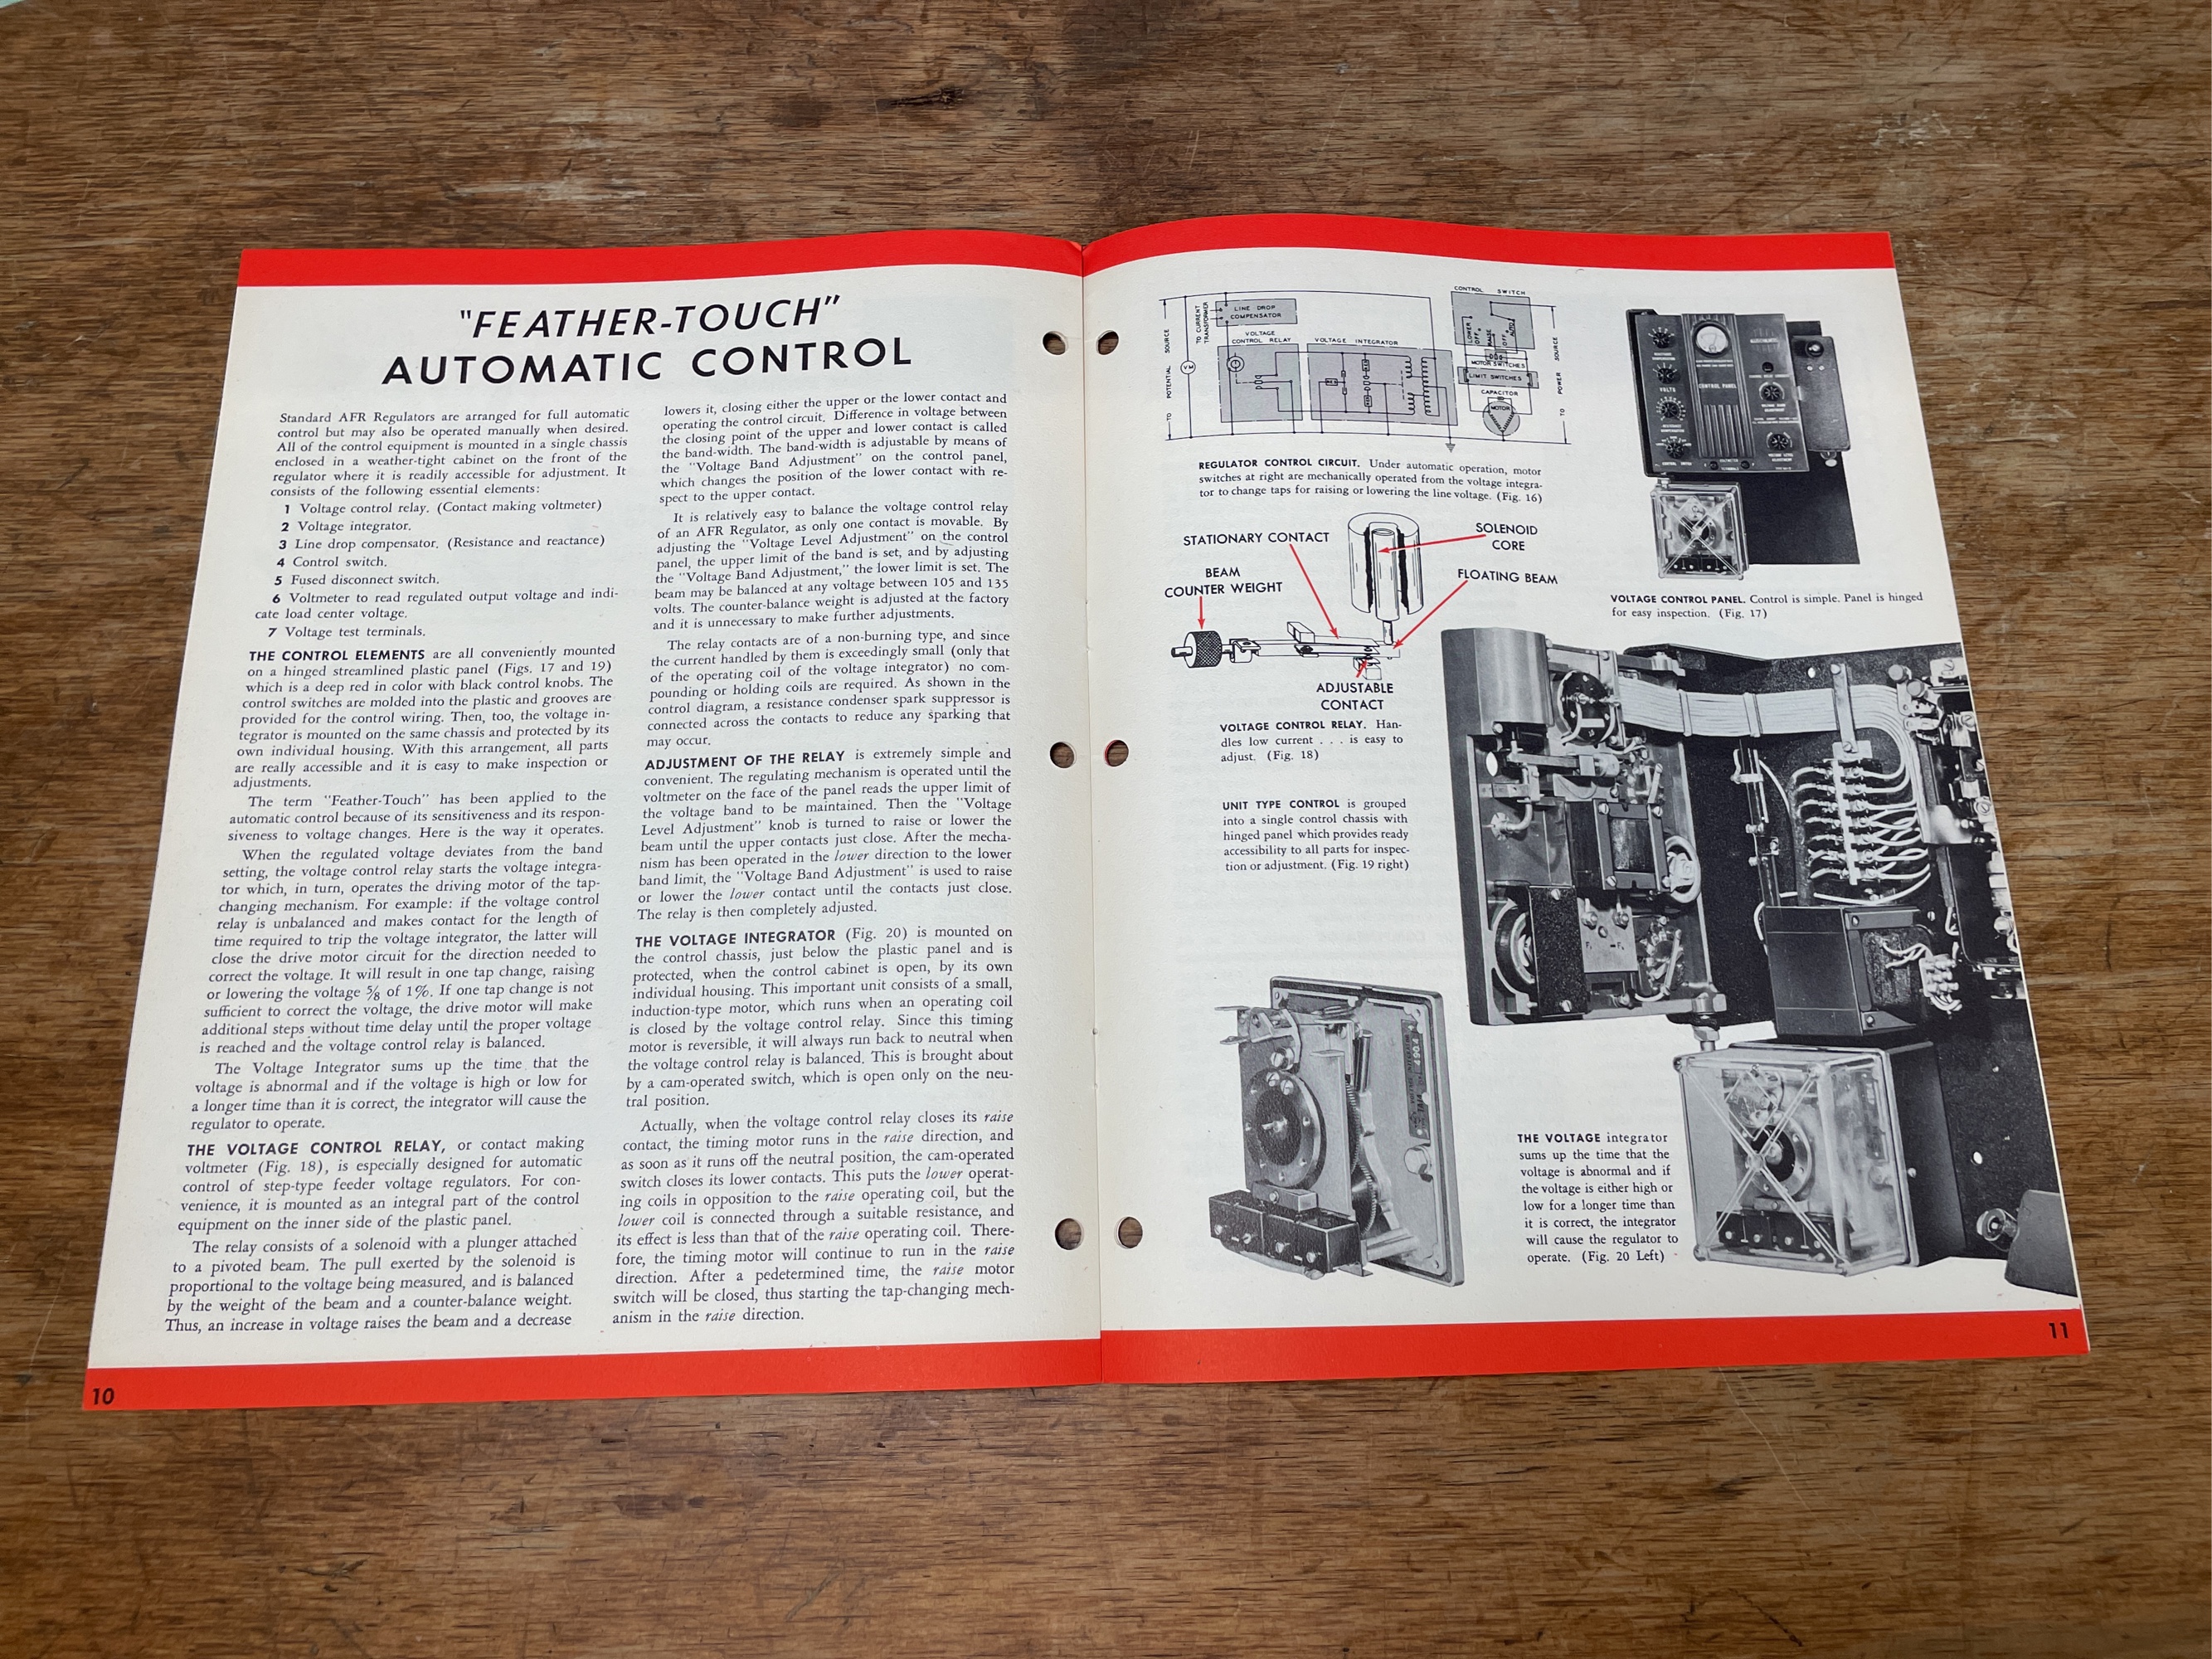 "FEATHER-TOUCH"
AUTOMATIC CONTROL
Standard AFR Regulators are arranged for full automatic
control but may also be operated manually when desired.
All of the control equipment is mounted in a single chassis
enclosed in a weather-tight cabinet on the front of the
regulator where it is readily accessible for adjustment. It
consists of the following essential elements:
1 Voltage control relay. (Contact making voltmeter)
2 Voltage integrator.
3 Line drop compensator. (Resistance and reactance)
4 Control switch.
5 Fused disconnect switch.
6 Voltmeter to read regulated output voltage and indi-
cate load center voltage.
7 Voltage test terminals.
THE CONTROL ELEMENTS are all conveniently mounted
on a hinged streamlined plastic panel (Figs. 17 and 19)
which is a deep red in color with black control knobs. The
control switches are molded into the plastic and grooves are
provided for the control wiring. Then, too, the voltage in-
tegrator is mounted on the same chassis and protected by its
own individual housing. With this arrangement, all parts
are really accessible and it is easy to make inspection or
adjustments.
The term "Feather-Touch" has been applied to the
automatic control because of its sensitiveness and its respon-
siveness to voltage changes. Here is the way it operates.
When the regulated voltage deviates from the band
setting, the voltage control relay starts the voltage integra-
tor which, in turn, operates the driving motor of the tap-
changing mechanism. For example: if the voltage control
relay is unbalanced and makes contact for the length of
time required to trip the voltage integrator, the latter will
close the drive motor circuit for the direction needed to
correct the voltage. It will result in one tap change, raising
or lowering the voltage ⅝ of 1%. If one tap change is not
sufficient to correct the voltage, the drive motor will make
additional steps without time delay until the proper voltage
is reached and the voltage control relay is balanced.
The Voltage Integrator sums up the time that the
voltage is abnormal and if the voltage is high or low for
a longer time than it is correct, the integrator will cause the
regulator to operate.
THE VOLTAGE CONTROL RELAY, or contact making
voltmeter (Fig. 18), is especially designed for automatic
control of step-type feeder voltage regulators. For con-
venience, it is mounted as an integral part of the control
equipment on the inner side of the plastic panel.
The relay consists of a solenoid with a plunger attached
to a pivoted beam. The pull exerted by the solenoid is
proportional to the voltage being measured, and is balanced
by the weight of the beam and a counter-balance weight.
Thus, an increase in voltage raises the beam and a decrease
lowers it, closing either the upper or the lower contact and
operating the control circuit. Difference in voltage between
the closing point of the upper and lower contact is called
the band-width. The band-width is adjustable by means of
the "Voltage Band Adjustment" on the control panel,
which changes the position of the lower contact with re-
spect to the upper contact.
It is relatively easy to balance the voltage control relay
of an AFR Regulator, as only one contact is movable. By
adjusting the "Voltage Level Adjustment" on the control
panel, the upper limit of the band is set, and by adjusting
the "Voltage Band Adjustment," the lower limit is set. The
beam may be balanced at any voltage between 105 and 135
volts. The counter-balance weight is adjusted at the factory
and it is unnecessary to make further adjustments.
The relay contacts are of a non-burning type, and since
the current handled by them is exceedingly small (only that
of the operating coil of the voltage integrator) no com-
pounding or holding coils are required. As shown in the
control diagram, a resistance condenser spark suppressor is
connected across the contacts to reduce any sparking that
may occur.
ADJUSTMENT OF THE RELAY is extremely simple and
convenient. The regulating mechanism is operated until the
voltmeter on the face of the panel reads the upper limit of
the voltage band to be maintained. Then the "Voltage
Level Adjustment" knob is turned to raise or lower the
beam until the upper contacts just close. After the mecha-
nism has been operated in the lower direction to the lower
band limit, the "Voltage Band Adjustment" is used to raise
or lower the lower contact until the contacts just close.
The relay is then completely adjusted.
THE VOLTAGE INTEGRATOR (Fig. 20) is mounted on
the control chassis, just below the plastic panel and is
protected, when the control cabinet is open, by its own
individual housing. This important unit consists of a small,
induction-type motor, which runs when an operating coil
is closed by the voltage control relay. Since this timing
motor is reversible, it will always run back to neutral when
the voltage control relay is balanced. This is brought about
by a cam-operated switch, which is open only on the neu-
tral position.
Actually, when the voltage control relay closes its raise
contact, the timing motor runs in the raise direction, and
as soon as it runs off the neutral position, the cam-operated
switch closes its lower contacts. This puts the lower operat-
ing coils in opposition to the raise operating coil, but the
lower coil is connected through a suitable resistance, and
its effect is less than that of the raise operating coil. There-
fore, the timing motor will continue to run in the raise
direction. After a pedetermined time, the raise motor
switch will be closed, thus starting the tap-changing mech-
anism in the raise direction.
10
TO POTENTIAL SOURCE
VM
TO CURRENT
TRANSFORMER
LINE DROP
COMPENSATOR
VOLTAGE
CONTROL RELAY
VOLTAGE INTEGRATOR
CONTROL SWITCH
LOWER
OFF
RAISE
OFF
AUTO
MOTOR SWITCHES
LIMIT SWITCHES
CAPACITOR
MOTOR
TO POWER SOURCE
REGULATOR CONTROL CIRCUIT. Under automatic operation, motor
switches at right are mechanically operated from the voltage integra-
tor to change taps for raising or lowering the line voltage. (Fig. 16)
STATIONARY CONTACT
SOLENOID
CORE
BEAM
COUNTER WEIGHT
FLOATING BEAM
ADJUSTABLE
CONTACT
VOLTAGE CONTROL RELAY. Han-
dles low current . . . is easy to
adjust. (Fig. 18)
VOLTS
CONTROL PANEL
VOLTAGE CONTROL PANEL. Control is simple. Panel is hinged
for easy inspection. (Fig. 17)
UNIT TYPE CONTROL is grouped
into a single control chassis with
hinged panel which provides ready
accessibility to all parts for inspec-
tion or adjustment. (Fig. 19 right)
THE VOLTAGE integrator
sums up the time that the
voltage is abnormal and if
the voltage is either high or
low for a longer time than
it is correct, the integrator
will cause the regulator to
operate. (Fig. 20 Left)
11